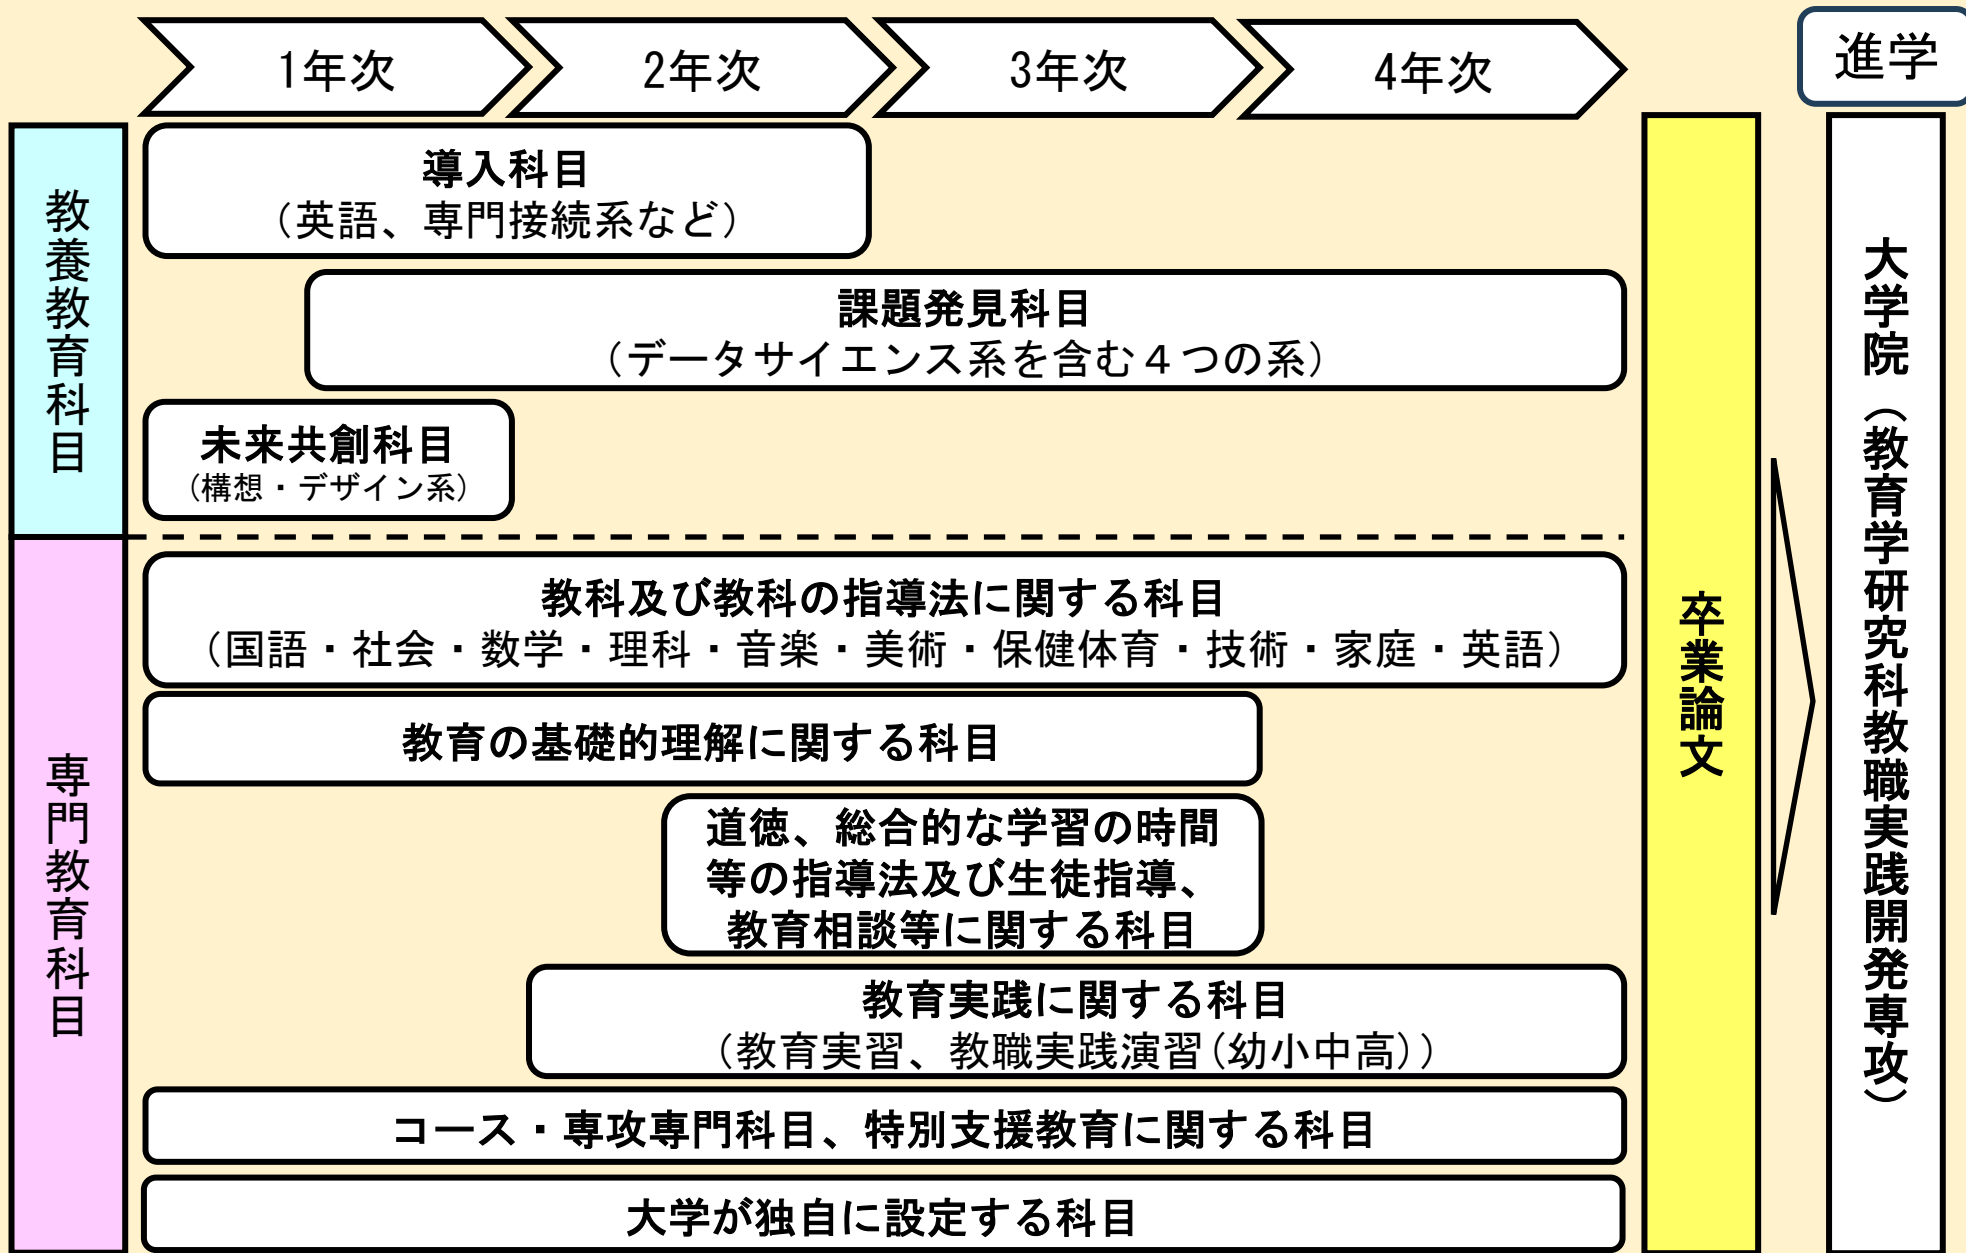 1年次
2年次
3年次
4年次
進学
教養教育科目
導入科目
（英語、専門接続系など）
課題発見科目
（データサイエンス系を含む４つの系）
未来共創科目
（構想・デザイン系）
専門教育科目
教科及び教科の指導法に関する科目
（国語・社会・数学・理科・音楽・美術・保健体育・技術・家庭・英語）
教育の基礎的理解に関する科目
道徳、総合的な学習の時間
等の指導法及び生徒指導、
教育相談等に関する科目
教育実践に関する科目
（教育実習、教職実践演習(幼小中高)）
コース・専攻専門科目、特別支援教育に関する科目
大学が独自に設定する科目
卒業論文
大学院（教育学研究科教職実践開発専攻）